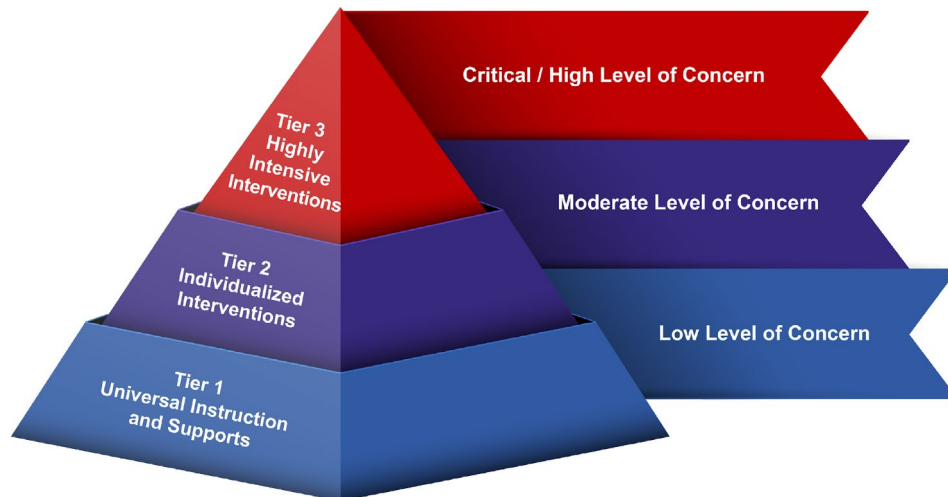 Tier 3
Highly
Intensive
Interventions
Critical / High Level of Concern
Tier 2
Individualized
Interventions
Moderate Level of Concern
Tier 1
Universal Instruction
and Supports
Low Level of Concern